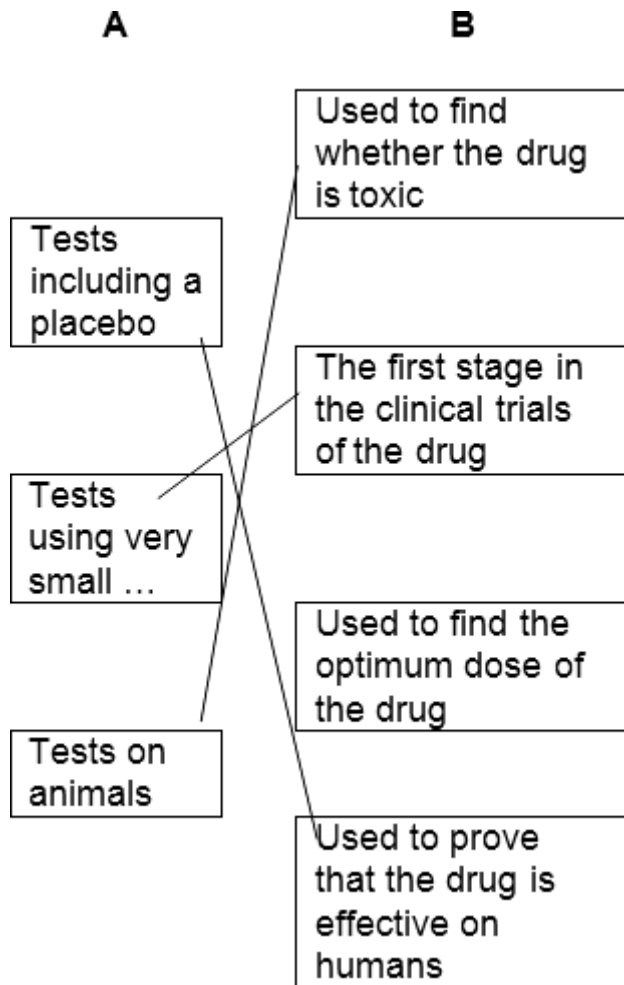 A
B
Tests
including a
placebo
Tests
using very
small …
Tests on
animals
Used to find
whether the drug
is toxic
The first stage in
the clinical trials
of the drug
Used to find the
optimum dose of
the drug
Used to prove
that the drug is
effective on
humans